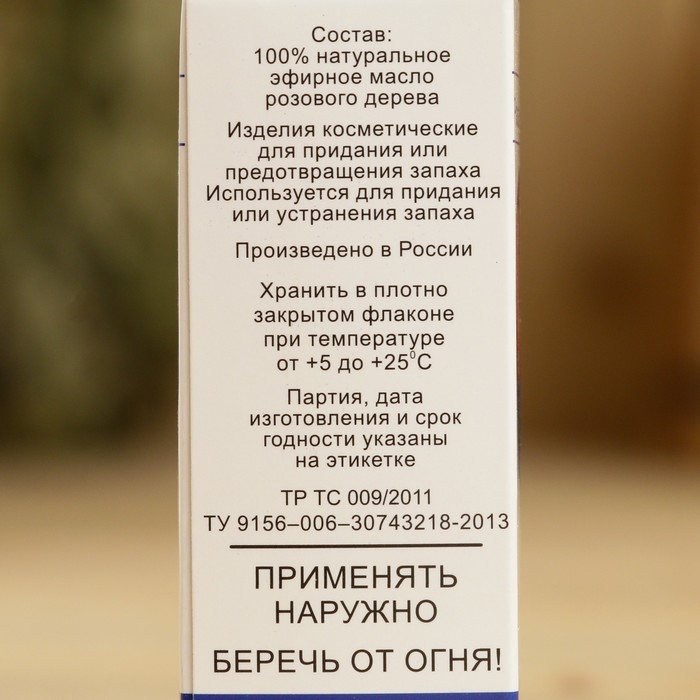 Состав:
100% натуральное
эфирное масло
розового дерева
Изделия косметические
для придания или
предотвращения запаха
Используется для придания
или устранения запаха
Произведено в России
Хранить в плотно
закрытом флаконе
при температуре
от +5 до +25⁰С
Партия, дата
изготовления и срок
годности указаны
на этикетке
ТР ТС 009/2011
ТУ 9156–006–30743218-2013
ПРИМЕНЯТЬ
НАРУЖНО
БЕРЕЧЬ ОТ ОГНЯ!